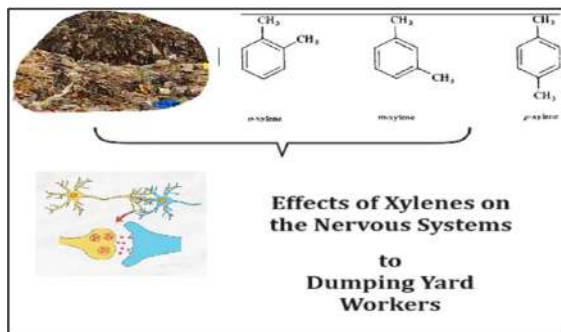 CH₃
CH₃
CH₃
CH₃
CH₃
CH₃
o-xylene
m-xylene
p-xylene
Effects of Xylenes on
the Nervous Systems
to
Dumping Yard
Workers